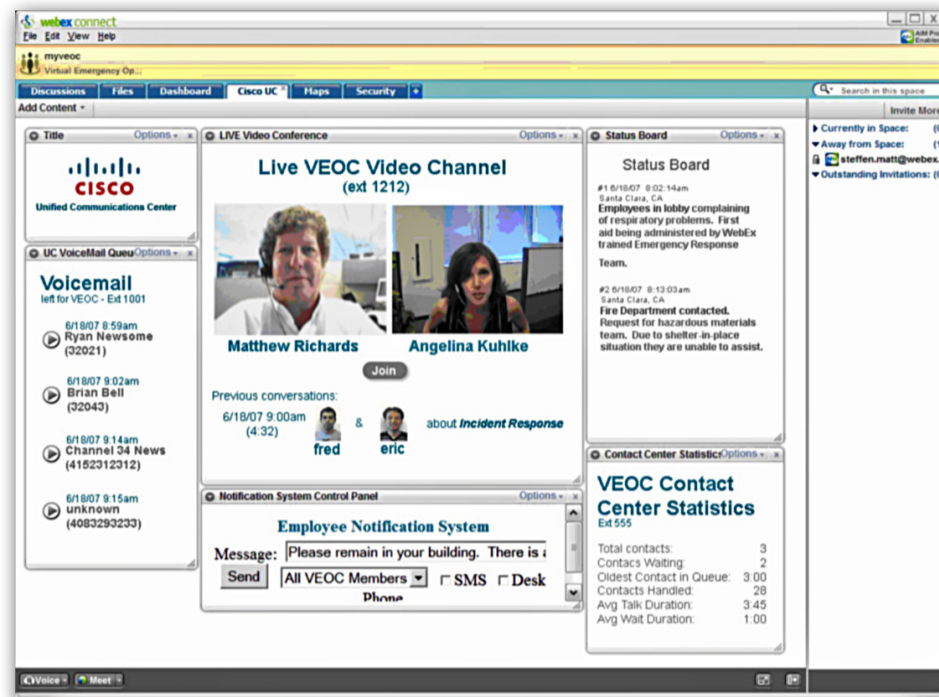 webex connect
File Edit View Help
myveoc
Virtual Emergency Op...
Discussions Files Dashboard Cisco UC x Maps Security +
Search in this space
Add Content
Invite More
Title Options x
CISCO
Unified Communications Center
UC VoiceMail Queu Options x
Voicemail
left for VEOC - Ext 1001
6/18/07 8:59am
Ryan Newsome
(32021)
6/18/07 9:02am
Brian Bell
(32043)
6/18/07 9:14am
Channel 34 News
(4152312312)
6/18/07 9:15am
unknown
(4083293233)
LIVE Video Conference Options x
Live VEOC Video Channel
(ext 1212)
Matthew Richards Angelina Kuhlke
Join
Previous conversations:
6/18/07 9:00am
(4:32)
fred & eric about Incident Response
Notification System Control Panel Options x
Employee Notification System
Message: Please remain in your building. There is
Send All VEOC Members SMS Desk
Phone
Status Board Options x
Status Board
#1 6/18/07 8:02:14am
Santa Clara, CA
Employees in lobby complaining
of respiratory problems. First
aid being administered by WebEx
trained Emergency Response
Team.
#2 6/18/07 8:13:03am
Santa Clara, CA
Fire Department contacted.
Request for hazardous materials
team. Due to shelter-in-place
situation they are unable to assist.
Contact Center Statistics Options x
VEOC Contact
Center Statistics
Ext 555
Total contacts: 3
Contacs Waiting: 2
Oldest Contact in Queue: 3:00
Contacts Handled: 28
Avg Talk Duration: 3:45
Avg Wait Duration: 1:00
Currently in Space:
Away from Space:
steffen.matt@webex.
Outstanding Invitations:
Voice Meet